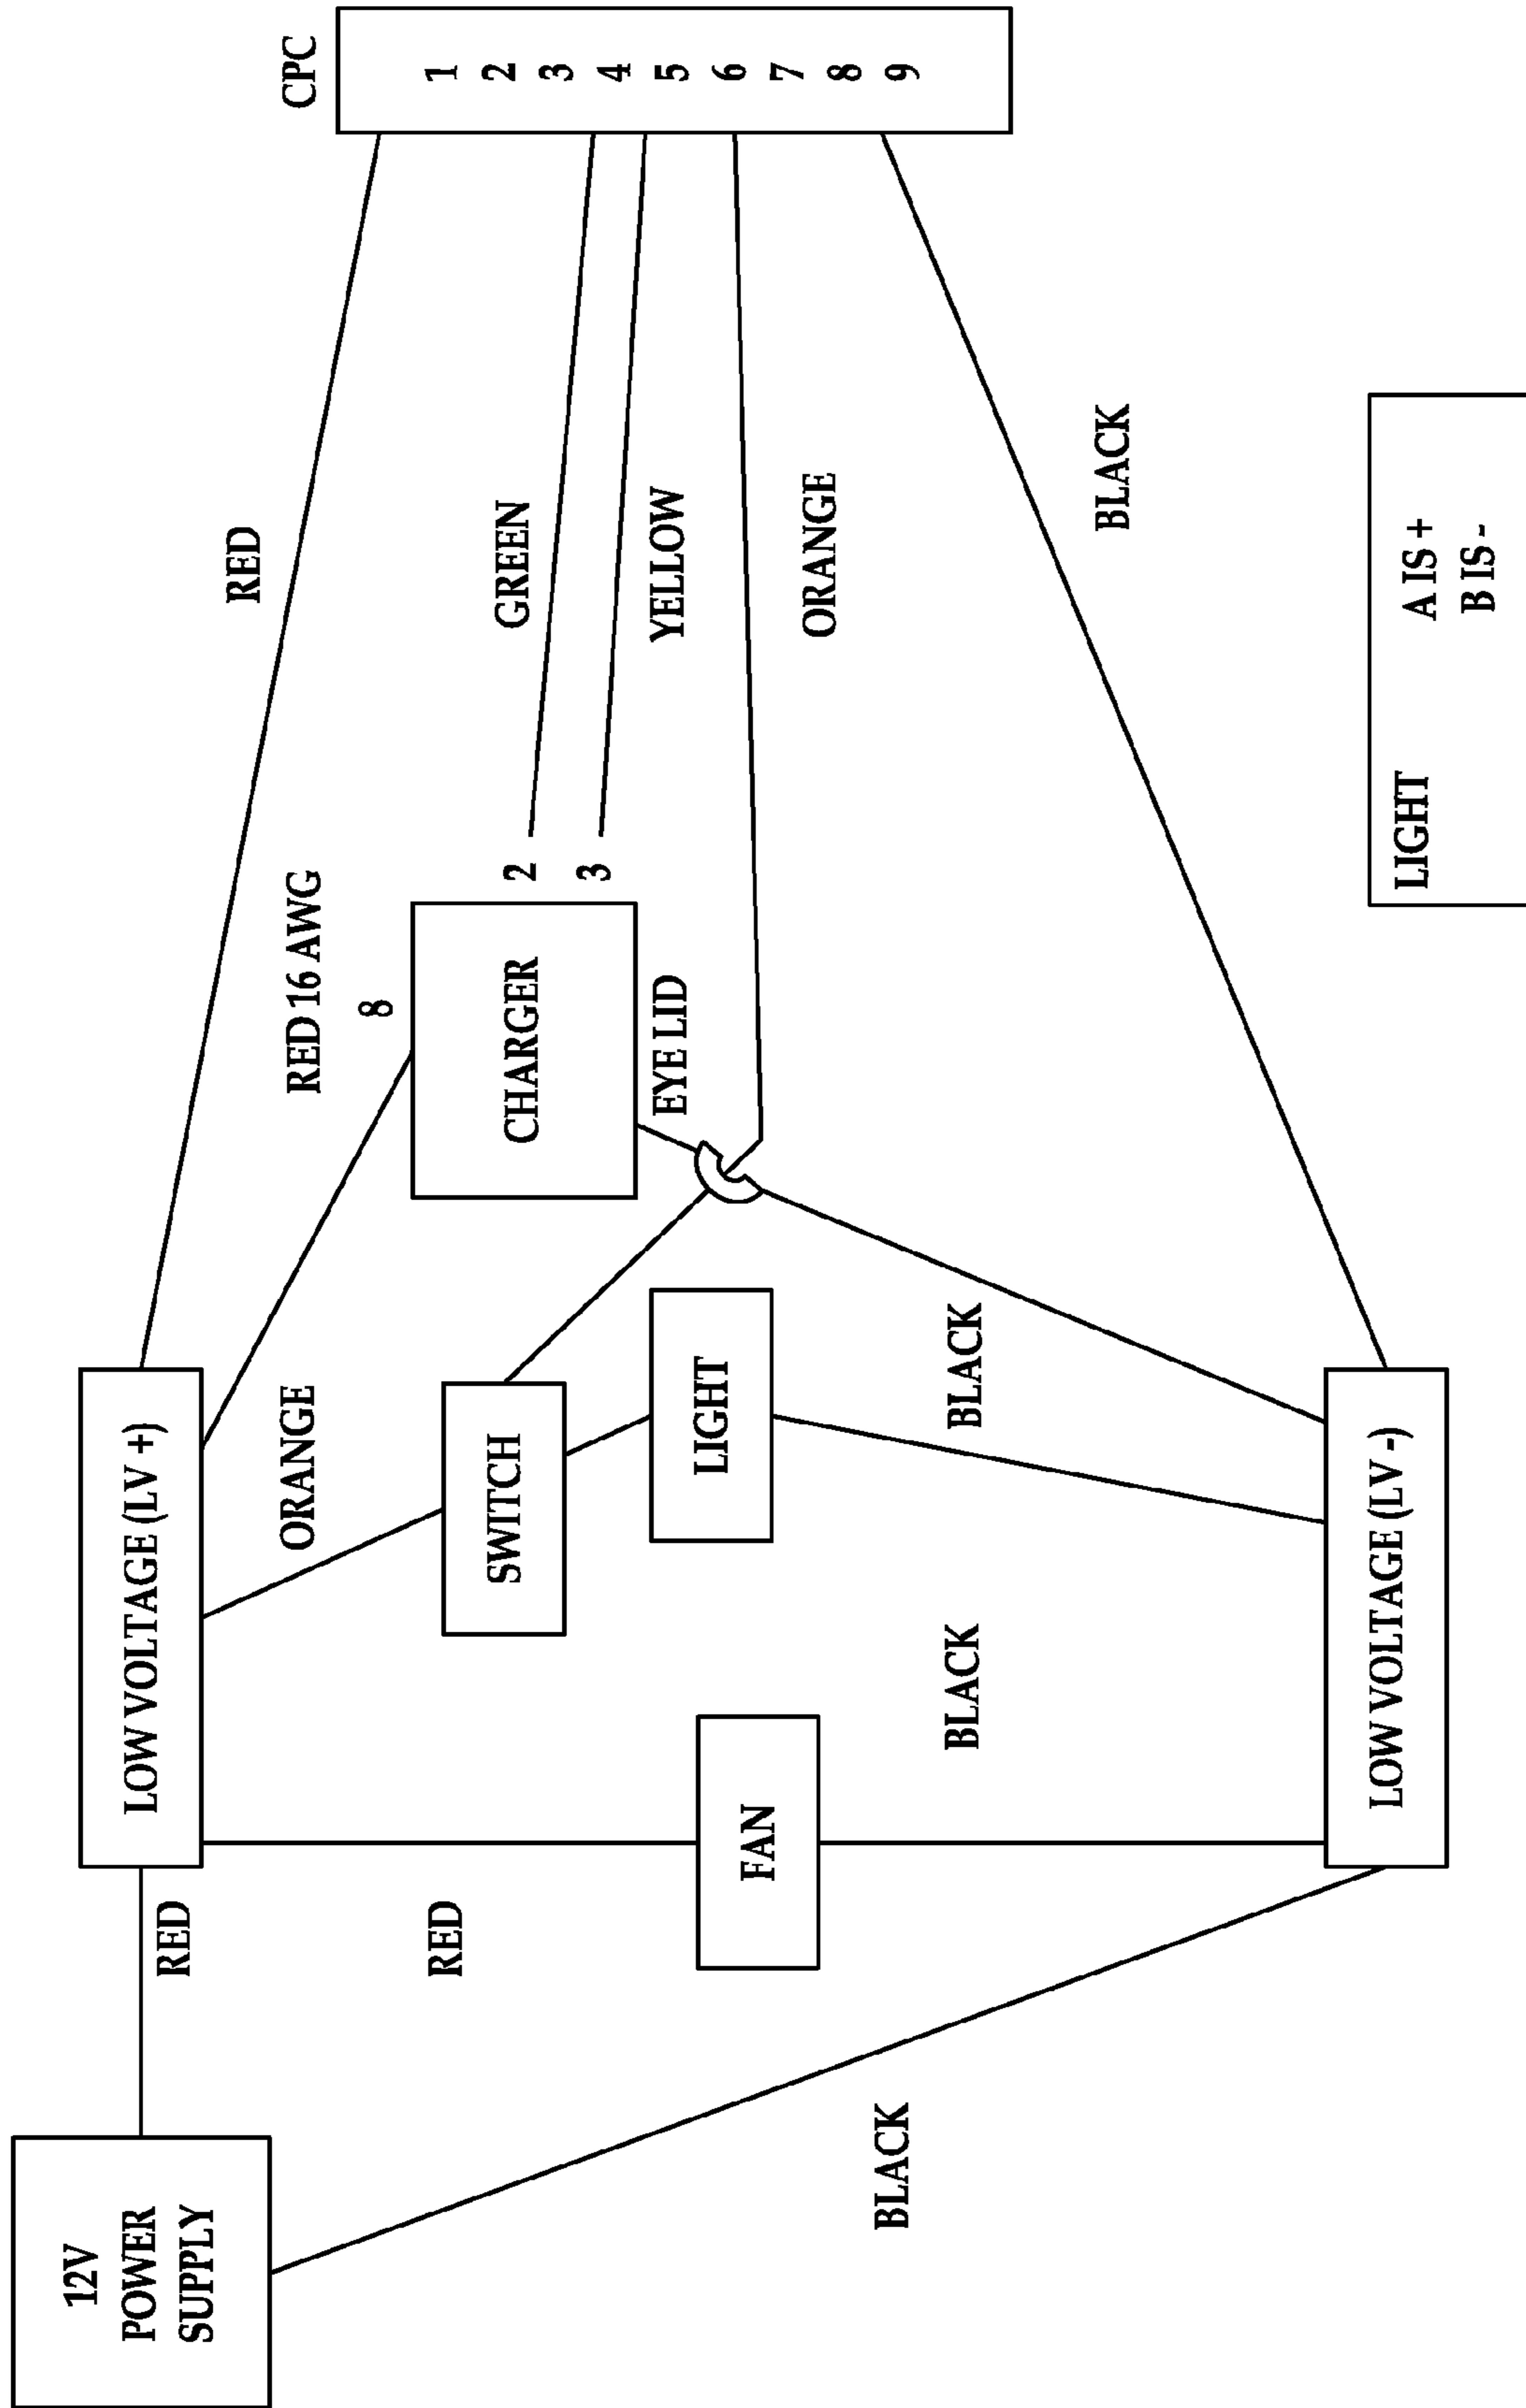 12V
POWER
SUPPLY
RED
LOW VOLTAGE (LV +)
RED
CPC
1
2
3
4
5
6
7
8
9
RED
ORANGE
RED 16 AWG
8
CHARGER
2
3
GREEN
YELLOW
EYE LID
ORANGE
SWITCH
LIGHT
FAN
BLACK
BLACK
BLACK
BLACK
LOW VOLTAGE (LV -)
LIGHT
A IS +
B IS -